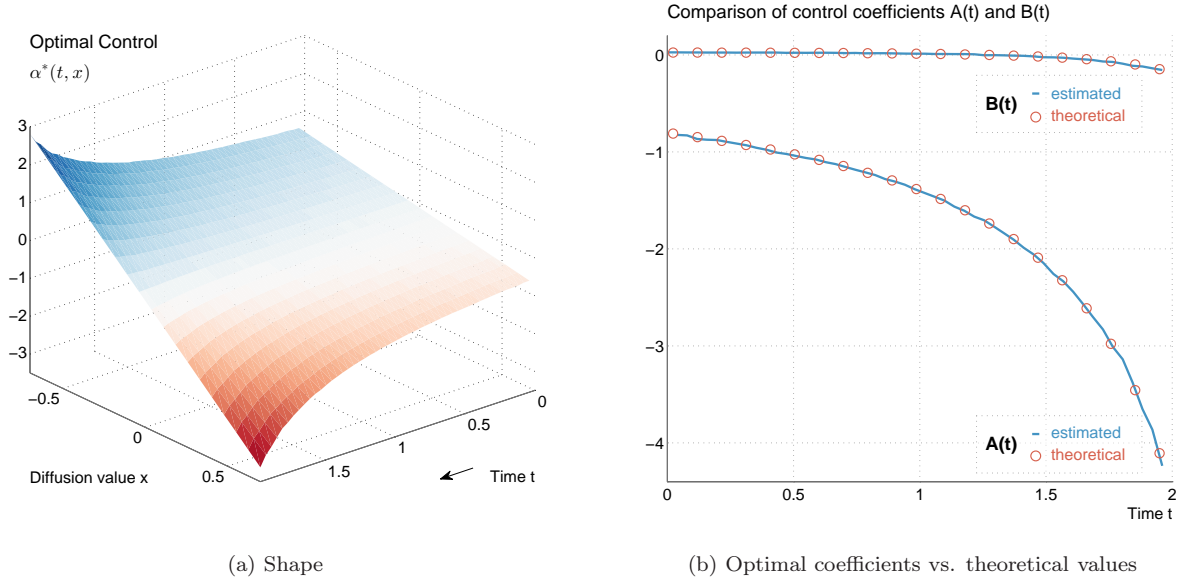 Optimal Control
α*(t, x)
3
2
1
0
−1
−2
−3
−0.5
0
0.5
Diffusion value x
1.5
1
0.5
0
Time t
(a) Shape
Comparison of control coefficients A(t) and B(t)
0
−1
−2
−3
−4
B(t)
estimated
theoretical
A(t)
estimated
theoretical
0
0.5
1
1.5
2
Time t
(b) Optimal coefficients vs. theoretical values